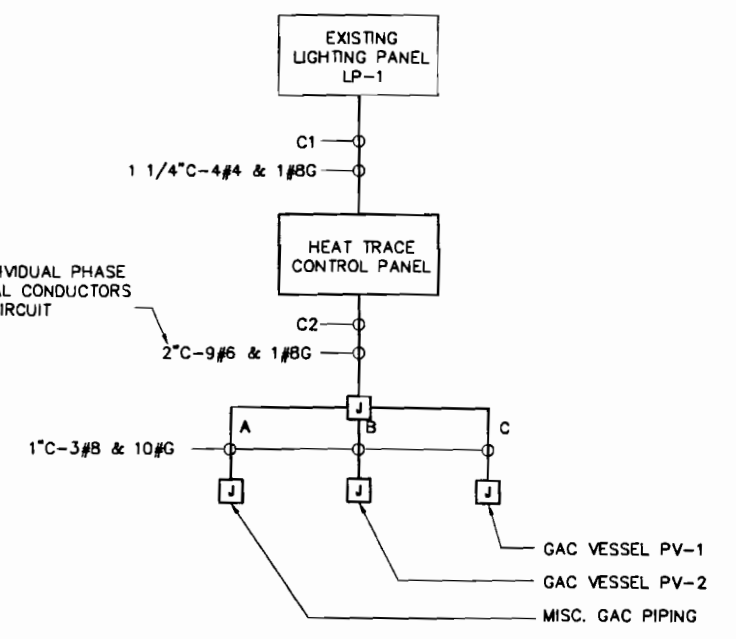 EXISTING
LIGHTING PANEL
LP-1
C1
1 1/4"C-4#4 & 1#8G
HEAT TRACE
CONTROL PANEL
IVIDUAL PHASE
AL CONDUCTORS
IRCUIT
C2
2"C-9#6 & 1#8G
J
A
B
C
1"C-3#8 & 10#G
J
J
J
GAC VESSEL PV-1
GAC VESSEL PV-2
MISC. GAC PIPING